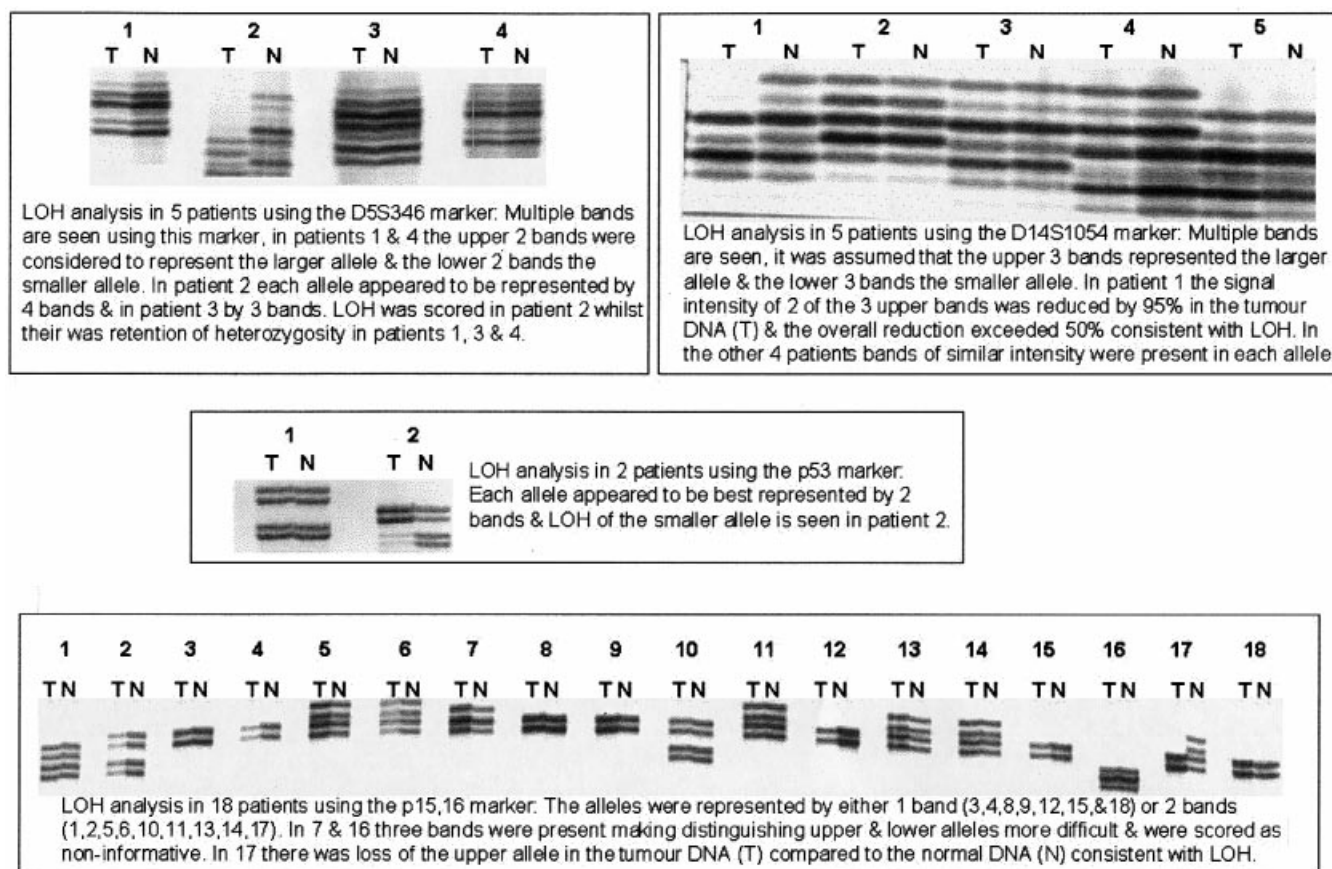 1 2 3 4
T N T N T N T N
LOH analysis in 5 patients using the D5S346 marker: Multiple bands
are seen using this marker, in patients 1 & 4 the upper 2 bands were
considered to represent the larger allele & the lower 2 bands the
smaller allele. In patient 2 each allele appeared to be represented by
4 bands & in patient 3 by 3 bands. LOH was scored in patient 2 whilst
their was retention of heterozygosity in patients 1, 3 & 4.
1 2 3 4 5
T N T N T N T N T N
LOH analysis in 5 patients using the D14S1054 marker: Multiple bands
are seen, it was assumed that the upper 3 bands represented the larger
allele & the lower 3 bands the smaller allele. In patient 1 the signal
intensity of 2 of the 3 upper bands was reduced by 95% in the tumour
DNA (T) & the overall reduction exceeded 50% consistent with LOH. In
the other 4 patients bands of similar intensity were present in each allele
1 2
T N T N
LOH analysis in 2 patients using the p53 marker:
Each allele appeared to be best represented by 2
bands & LOH of the smaller allele is seen in patient 2.
1 2 3 4 5 6 7 8 9 10 11 12 13 14 15 16 17 18
TN TN TN TN TN TN TN TN TN TN TN TN TN TN TN TN TN TN
LOH analysis in 18 patients using the p15,16 marker: The alleles were represented by either 1 band (3,4,8,9,12,15,&18) or 2 bands
(1,2,5,6,10,11,13,14,17). In 7 & 16 three bands were present making distinguishing upper & lower alleles more difficult & were scored as
non-informative. In 17 there was loss of the upper allele in the tumour DNA (T) compared to the normal DNA (N) consistent with LOH.